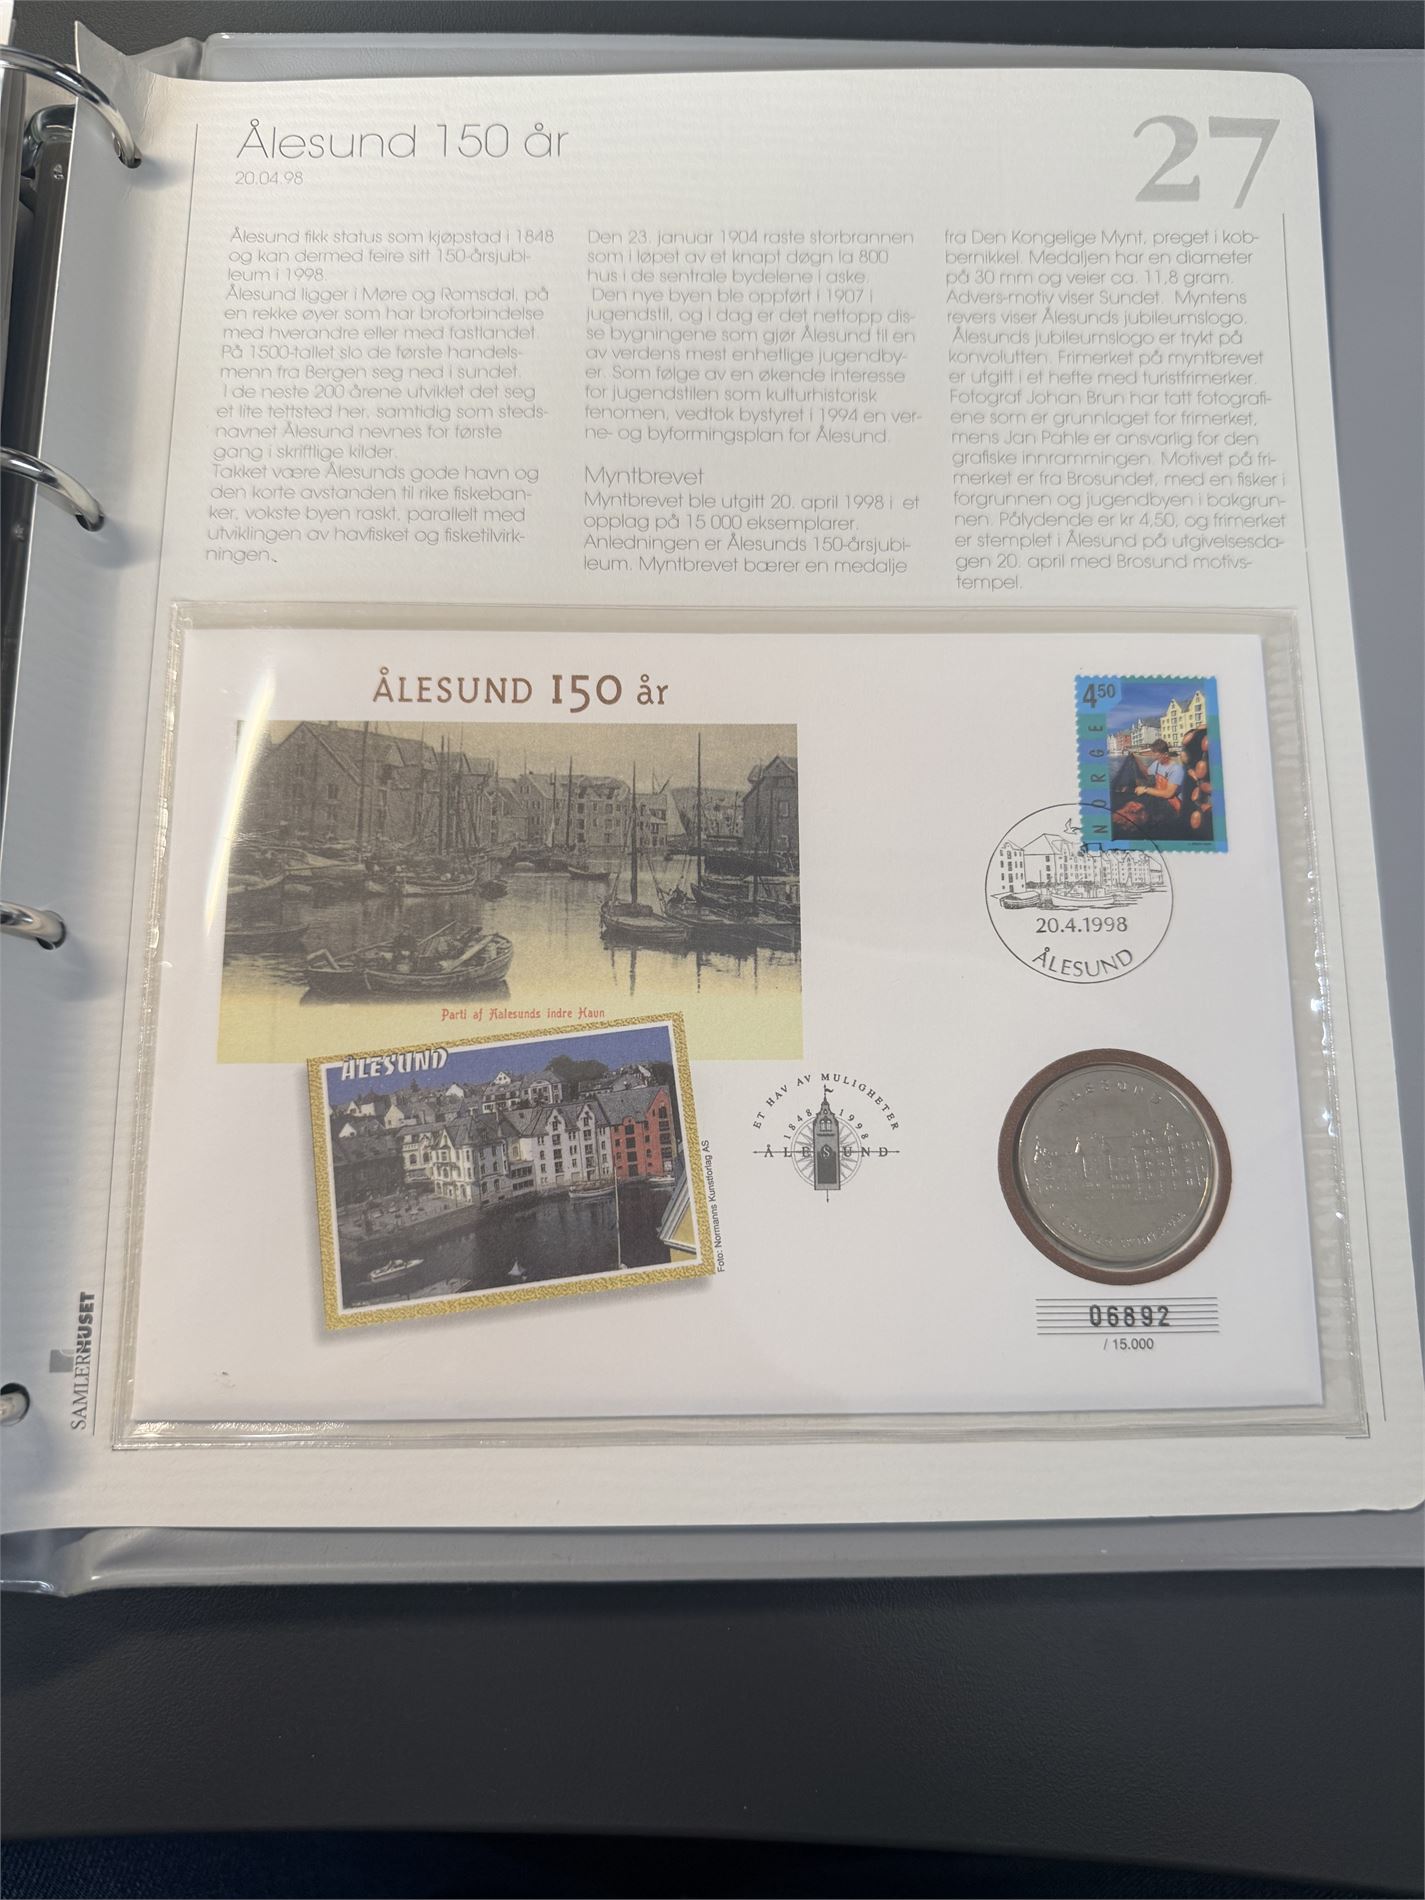 Ålesund 150 år
20.04.98
27
Ålesund fikk status som kjøpstad i 1848
og kan dermed feire sitt 150-årsjubi-
leum i 1998.
Ålesund ligger i Møre og Romsdal, på
en rekke øyer som har broforbindelse
med hverandre eller med fastlandet.
På 1500-tallet slo de første handels-
menn fra Bergen seg ned i sundet.
I de neste 200 årene utviklet det seg
et lite tettsted her, samtidig som steds-
navnet Ålesund nevnes for første
gang i skriftlige kilder.
Takket være Ålesunds gode havn og
den korte avstanden til rike fiskeban-
ker, vokste byen raskt, parallelt med
utviklingen av havfisket og fisketilvirk-
ningen.
Den 23. januar 1904 raste storbrannen
som i løpet av et knapt døgn la 800
hus i de sentrale bydelene i aske.
Den nye byen ble oppført i 1907 i
jugendstil, og i dag er det nettopp dis-
se bygningene som gjør Ålesund til en
av verdens mest enhetlige jugendby-
er. Som følge av en økende interesse
for jugendstilen som kulturhistorisk
fenomen, vedtok bystyret i 1994 en ver-
ne- og byformingsplan for Ålesund.
Myntbrevet
Myntbrevet ble utgitt 20. april 1998 i et
opplag på 15 000 eksemplarer.
Anledningen er Ålesunds 150-årsjubi-
leum. Myntbrevet bærer en medalje
fra Den Kongelige Mynt, preget i kob-
bernikkel. Medaljen har en diameter
på 30 mm og veier ca. 11,8 gram.
Advers-motiv viser Sundet. Myntens
revers viser Ålesunds jubileumslogo.
Ålesunds jubileumslogo er trykt på
konvolutten. Frimerket på myntbrevet
er utgitt i et hefte med turistfrimerker.
Fotograf Johan Brun har tatt fotografi-
ene som er grunnlaget for frimerket,
mens Jan Pahle er ansvarlig for den
grafiske innrammingen. Motivet på fri-
merket er fra Brosundet, med en fisker i
forgrunnen og jugendbyen i bakgrun-
nen. Pålydende er kr 4,50, og frimerket
er stemplet i Ålesund på utgivelsesda-
gen 20. april med Brosund motivs-
tempel.
ÅLESUND 150 år
4 50
NORGE
20.4.1998
ÅLESUND
Parti af Aalesunds indre Havn
ÅLESUND
Foto: Normanns Kunstforlag AS
ET HAV AV MULIGHETER
1848 1998
ÅLESUND
ÅLESUND
06892
/ 15.000
SAMLERHUSET